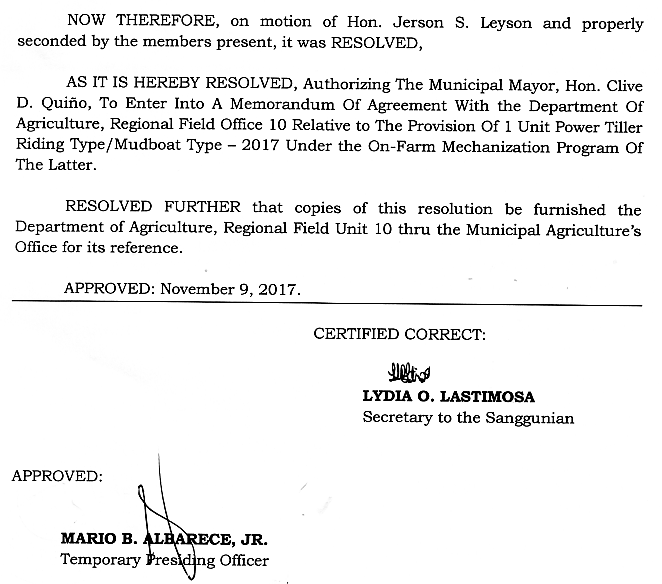 NOW THEREFORE, on motion of Hon. Jerson S. Leyson and properly
seconded by the members present, it was RESOLVED,
AS IT IS HEREBY RESOLVED, Authorizing The Municipal Mayor, Hon. Clive
D. Quiño, To Enter Into A Memorandum Of Agreement With the Department Of
Agriculture, Regional Field Office 10 Relative to The Provision Of 1 Unit Power Tiller
Riding Type/Mudboat Type – 2017 Under the On-Farm Mechanization Program Of
The Latter.
RESOLVED FURTHER that copies of this resolution be furnished the
Department of Agriculture, Regional Field Unit 10 thru the Municipal Agriculture's
Office for its reference.
APPROVED: November 9, 2017.
CERTIFIED CORRECT:
LYDIA O. LASTIMOSA
Secretary to the Sanggunian
APPROVED:
MARIO B. ALBARECE, JR.
Temporary Presiding Officer